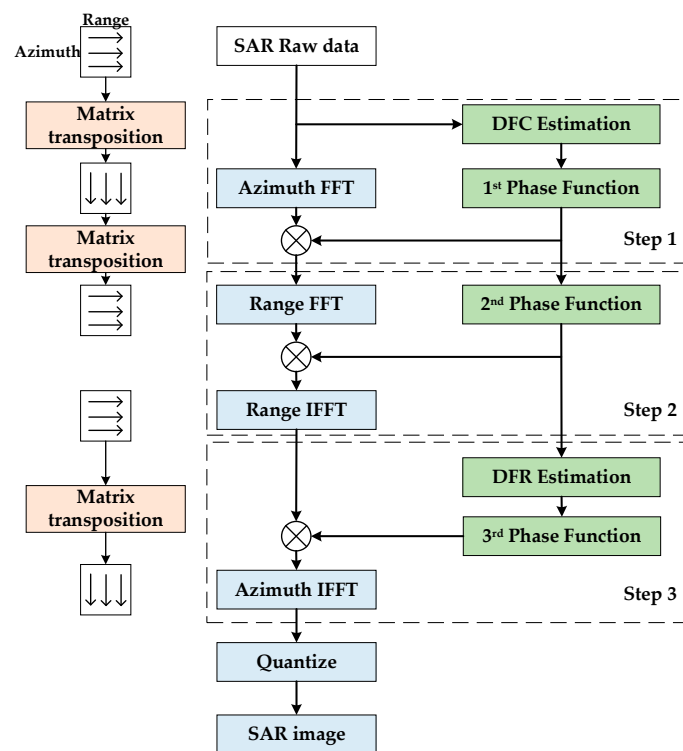 Range
Azimuth
SAR Raw data
Matrix
transposition
DFC Estimation
Azimuth FFT
1st Phase Function
Matrix
transposition
Step 1
Range FFT
2nd Phase Function
Range IFFT
Step 2
DFR Estimation
Matrix
transposition
3rd Phase Function
Azimuth IFFT
Step 3
Quantize
SAR image